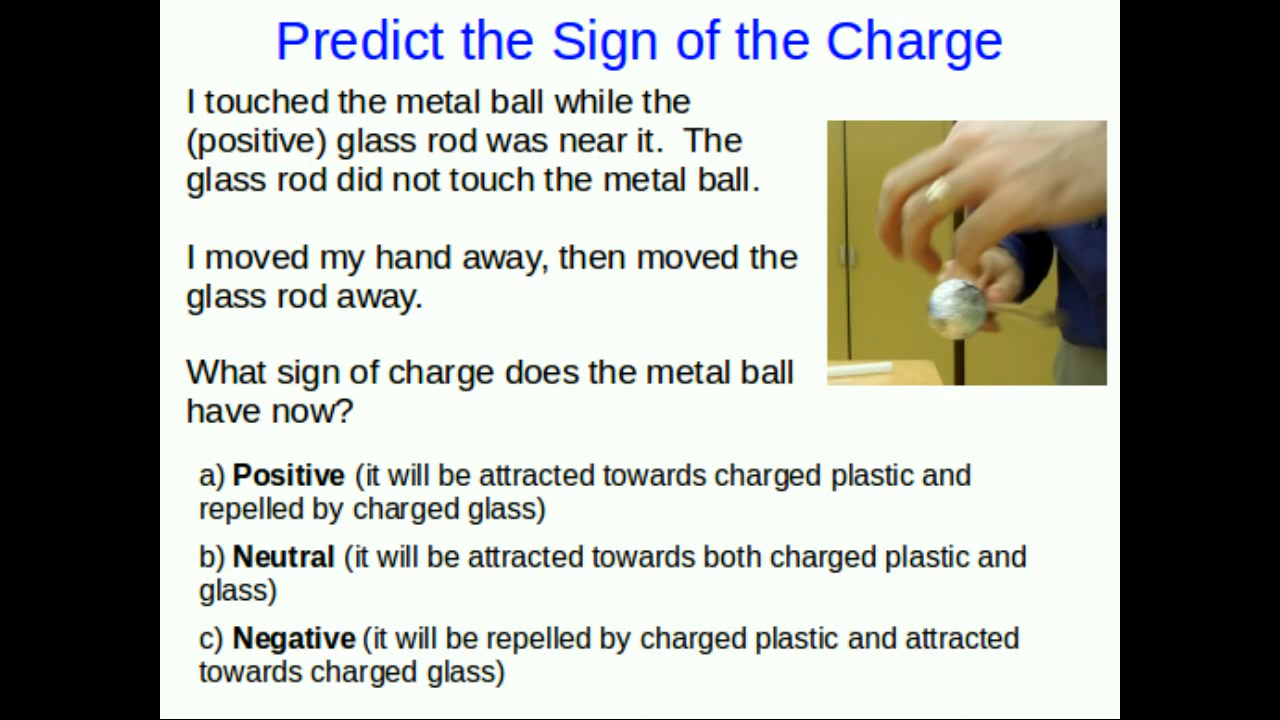 Predict the Sign of the Charge
I touched the metal ball while the
(positive) glass rod was near it.  The
glass rod did not touch the metal ball.
I moved my hand away, then moved the
glass rod away.
What sign of charge does the metal ball
have now?
a) Positive (it will be attracted towards charged plastic and
repelled by charged glass)
b) Neutral (it will be attracted towards both charged plastic and
glass)
c) Negative (it will be repelled by charged plastic and attracted
towards charged glass)